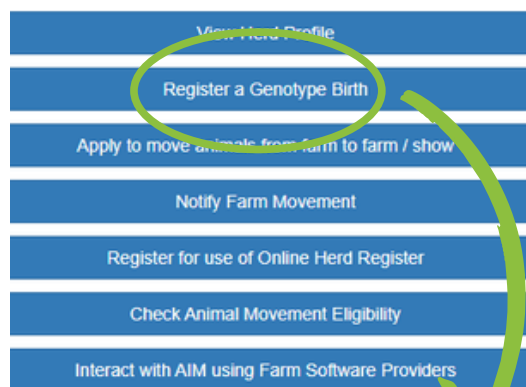 View Herd Profile
Register a Genotype Birth
Apply to move animals from farm to farm / show
Notify Farm Movement
Register for use of Online Herd Register
Check Animal Movement Eligibility
Interact with AIM using Farm Software Providers